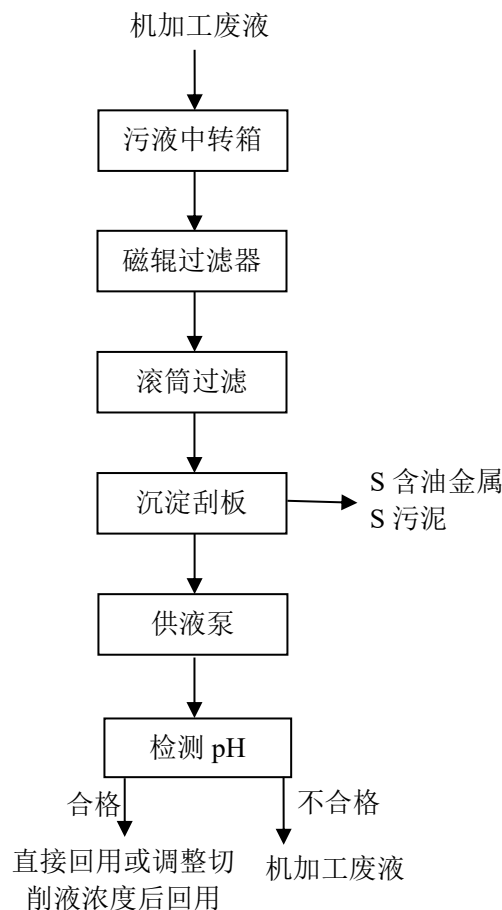 机加工废液
污液中转箱
磁辊过滤器
滚筒过滤
沉淀刮板
S 含油金属
S 污泥
供液泵
检测 pH
合格
不合格
直接回用或调整切
削液浓度后回用
机加工废液